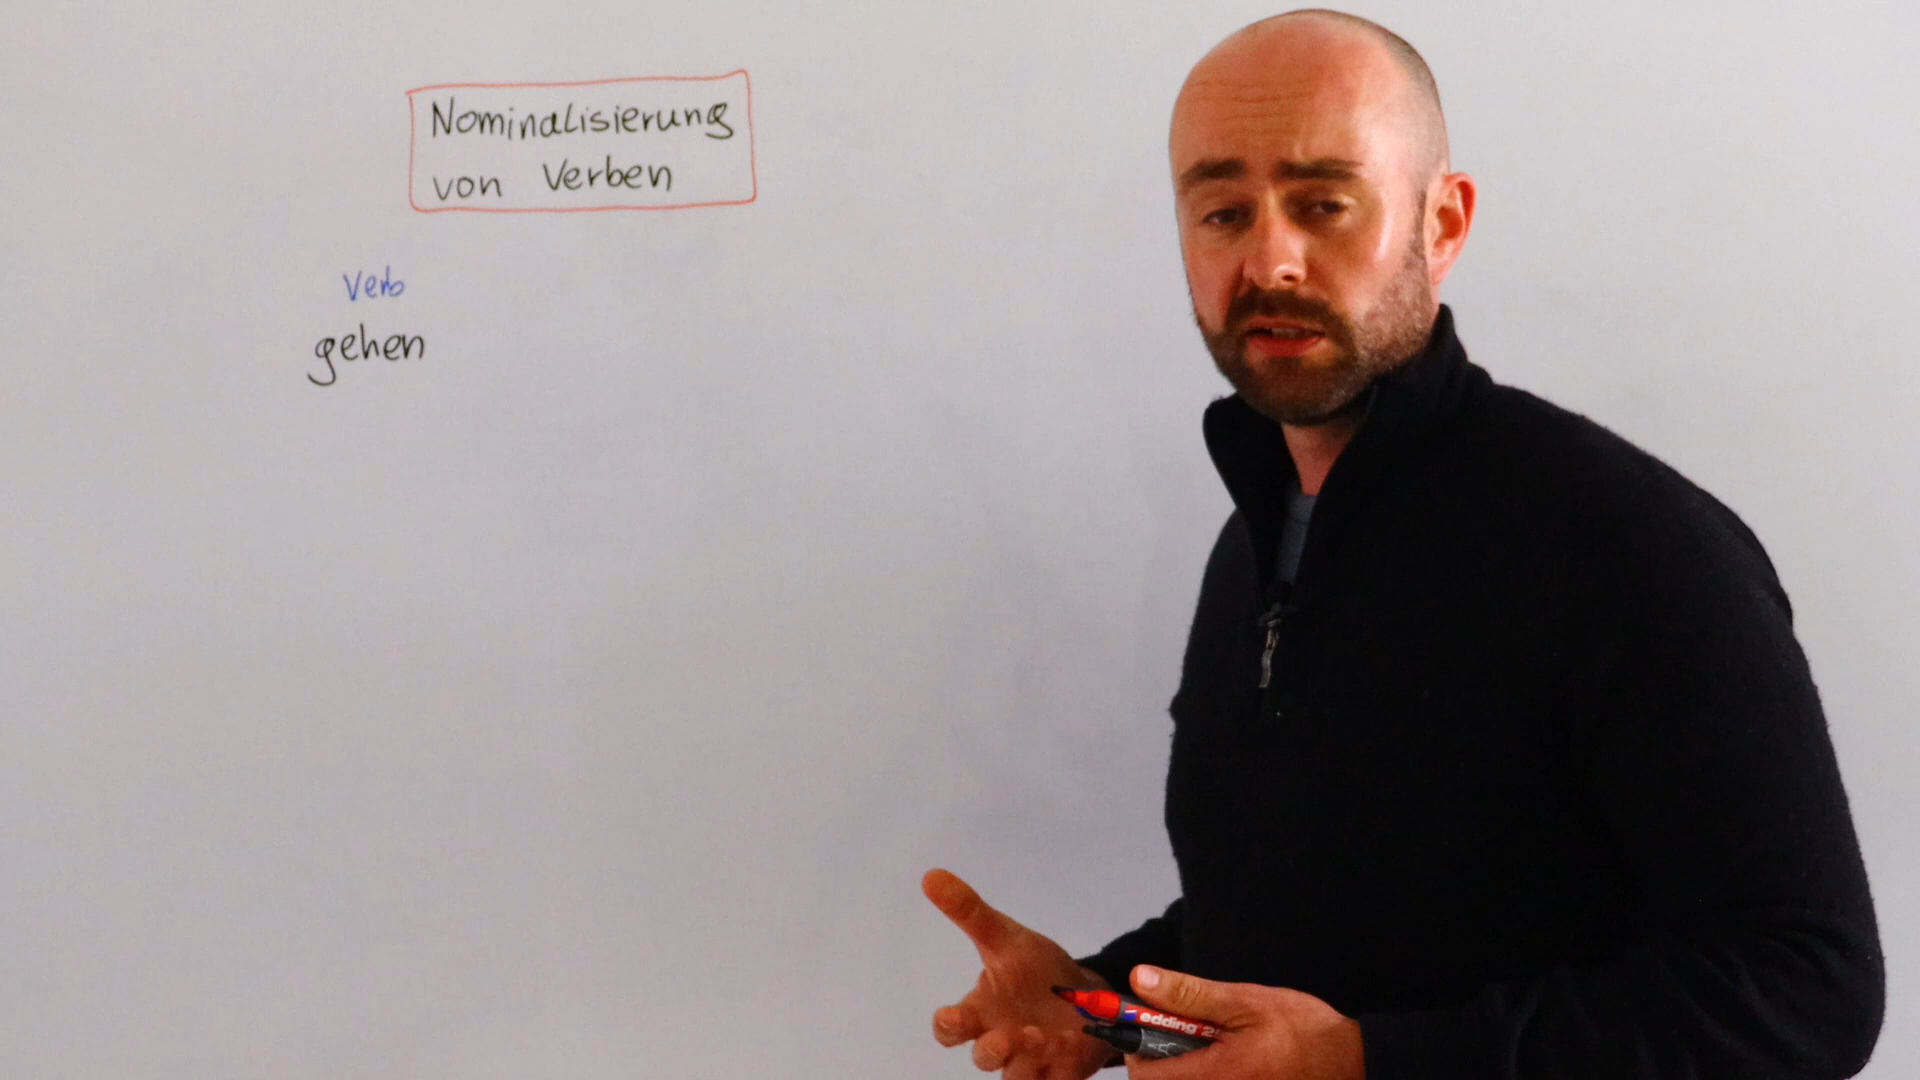 Nominalisierung
von Verben
Verb
gehen
edding